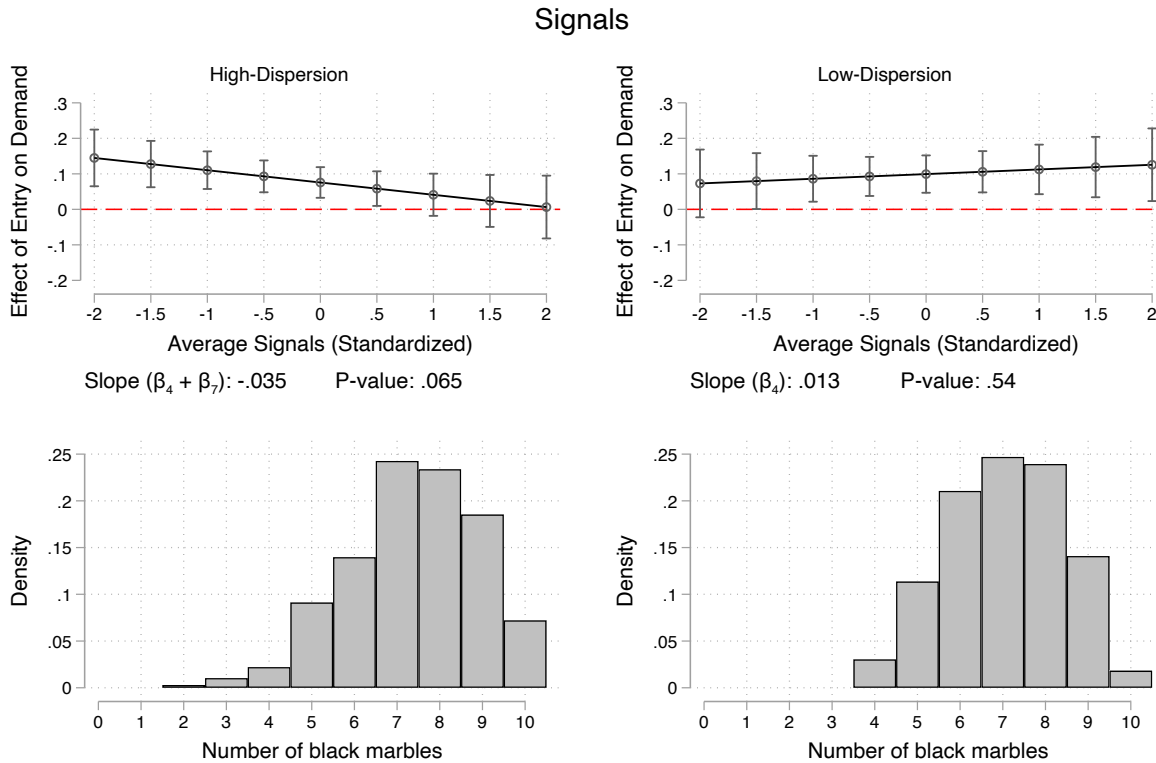 Signals
High-Dispersion
Effect of Entry on Demand
.3
.2
.1
0
-.1
-.2
-2 -1.5 -1 -.5 0 .5 1 1.5 2
Average Signals (Standardized)
Slope (β₄ + β₇): -.035 P-value: .065
Low-Dispersion
Effect of Entry on Demand
.3
.2
.1
0
-.1
-.2
-2 -1.5 -1 -.5 0 .5 1 1.5 2
Average Signals (Standardized)
Slope (β₄): .013 P-value: .54
Density
.25
.2
.15
.1
.05
0
0 1 2 3 4 5 6 7 8 9 10
Number of black marbles
Density
.25
.2
.15
.1
.05
0
0 1 2 3 4 5 6 7 8 9 10
Number of black marbles